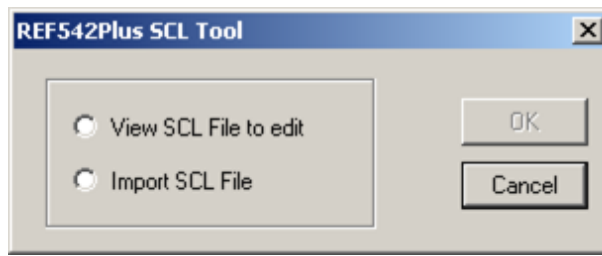 REF542Plus SCL Tool
View SCL File to edit
OK
Import SCL File
Cancel